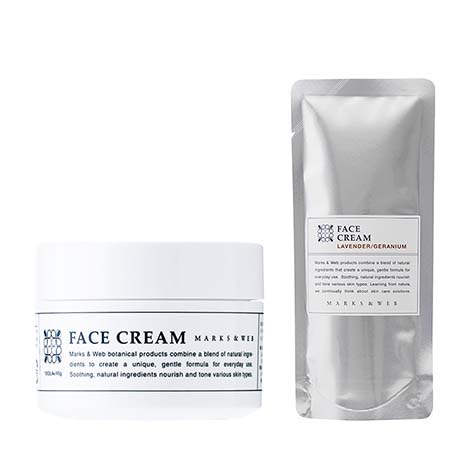 FACE CREAM MARKS & WEB
Marks & Web botanical products combine a blend of natural ingre-
dients to create a unique, gentle formula for everyday use.
Soothing, natural ingredients nourish and tone various skin types.
FACE
CREAM
LAVENDER/GERANIUM
Marks & Web products combine a blend of natural
ingredients that create a unique, gentle formula for
everyday use. Soothing, natural ingredients nourish
and tone various skin types. Learning from nature,
we continually think about skin care solutions
MARKS & WEB